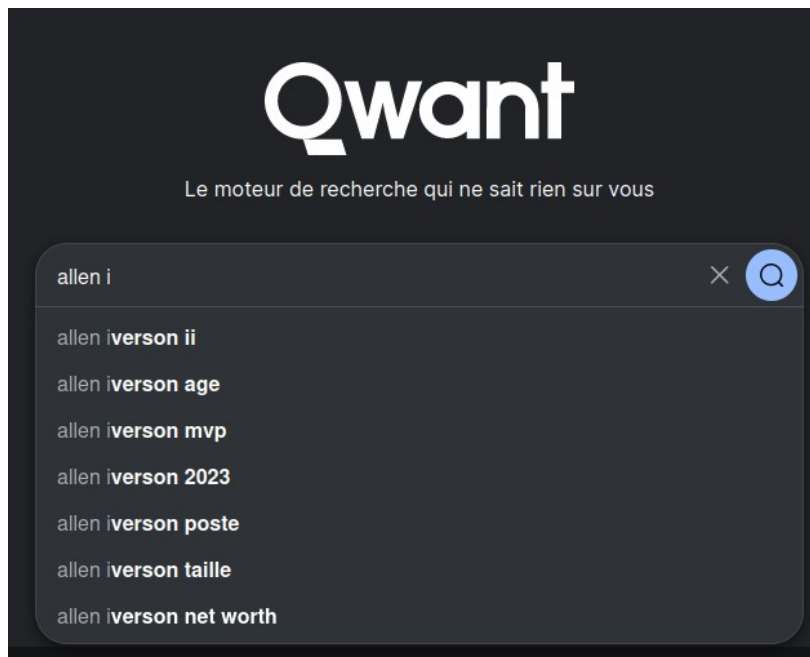 Qwant
Le moteur de recherche qui ne sait rien sur vous
allen i
allen iverson ii
allen iverson age
allen iverson mvp
allen iverson 2023
allen iverson poste
allen iverson taille
allen iverson net worth